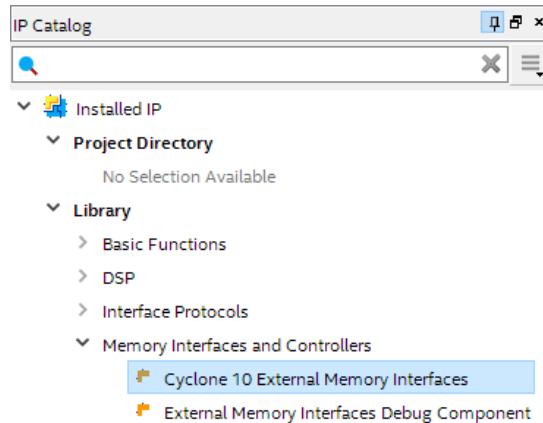 IP Catalog
Installed IP
Project Directory
No Selection Available
Library
Basic Functions
DSP
Interface Protocols
Memory Interfaces and Controllers
Cyclone 10 External Memory Interfaces
External Memory Interfaces Debug Component